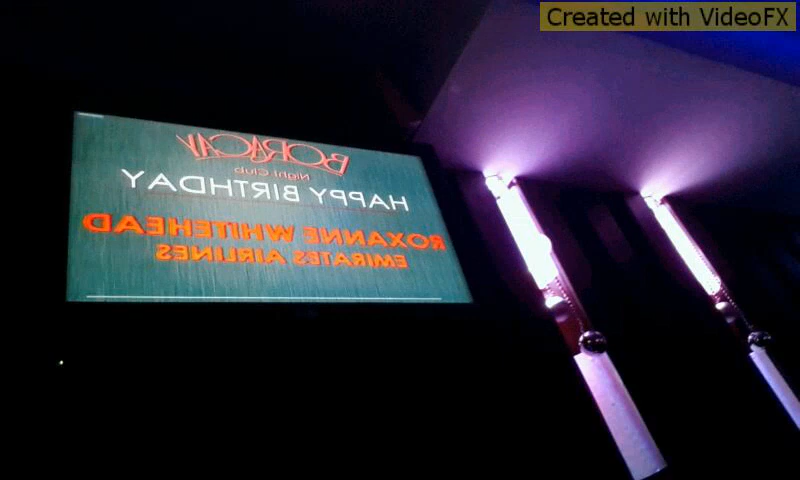 Created with VideoFX
BORACAY
Night Club
HAPPY BIRTHDAY
ROXANNE WHITEHEAD
EMIRATES AIRLINES